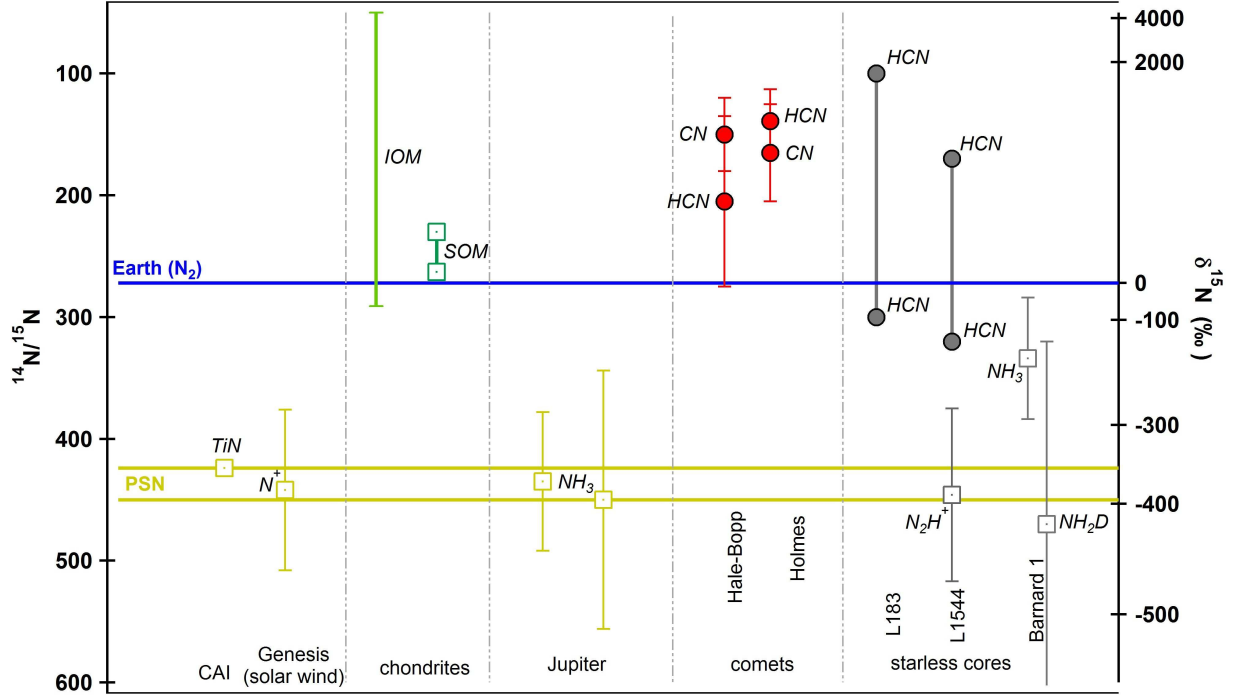 4000
100
2000
HCN
HCN
CN
IOM
CN
HCN
200
HCN
SOM
Earth (N2)
0
δ 15N (‰)
14N/15N
300
HCN
-100
HCN
NH3
-300
400
TiN
N+
NH3
PSN
-400
N2H+
NH2D
Hale-Bopp
Holmes
500
L183
L1544
Barnard 1
-500
CAI
Genesis
(solar wind)
chondrites
Jupiter
comets
starless cores
600